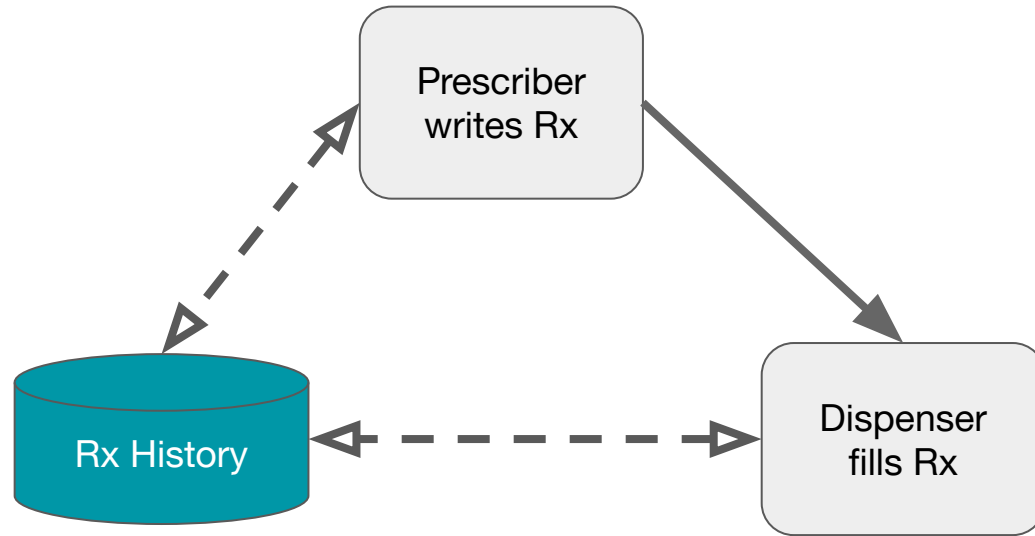 Prescriber
writes Rx
Rx History
Dispenser
fills Rx